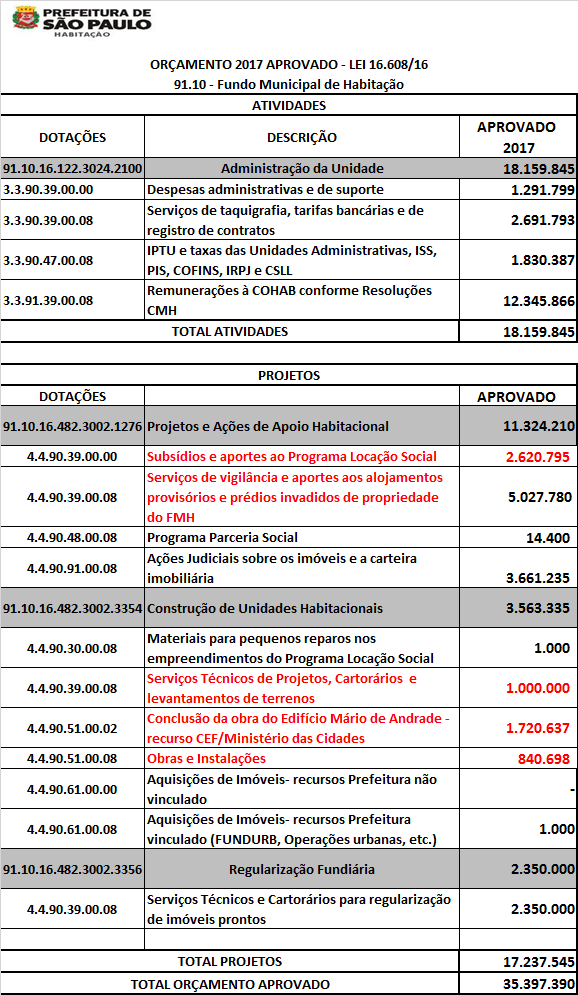 PREFEITURA DE
SÃO PAULO
HABITAÇÃO
ORÇAMENTO 2017 APROVADO - LEI 16.608/16
91.10 - Fundo Municipal de Habitação
ATIVIDADES
DOTAÇÕES DESCRIÇÃO APROVADO
2017
91.10.16.122.3024.2100 Administração da Unidade 18.159.845
3.3.90.39.00.00 Despesas administrativas e de suporte 1.291.799
Serviços de taquigrafia, tarifas bancárias e de
3.3.90.39.00.08 2.691.793
registro de contratos
IPTU e taxas das Unidades Administrativas, ISS,
3.3.90.47.00.08 1.830.387
PIS, COFINS, IRPJ e CSLL
Remunerações à COHAB conforme Resoluções
3.3.91.39.00.08 12.345.866
CMH
TOTAL ATIVIDADES 18.159.845
PROJETOS
DOTAÇÕES APROVADO
91.10.16.482.3002.1276 Projetos e Ações de Apoio Habitacional 11.324.210
4.4.90.39.00.00 Subsídios e aportes ao Programa Locação Social 2.620.795
Serviços de vigilância e aportes aos alojamentos
4.4.90.39.00.08 provisórios e prédios invadidos de propriedade 5.027.780
do FMH
4.4.90.48.00.08 Programa Parceria Social 14.400
Ações Judiciais sobre os imóveis e a carteira
4.4.90.91.00.08
imobiliária 3.661.235
91.10.16.482.3002.3354 Construção de Unidades Habitacionais 3.563.335
Materiais para pequenos reparos nos
4.4.90.30.00.08 1.000
empreendimentos do Programa Locação Social
Serviços Técnicos de Projetos, Cartorários e
4.4.90.39.00.08 1.000.000
levantamentos de terrenos
Conclusão da obra do Edifício Mário de Andrade -
4.4.90.51.00.02 1.720.637
recurso CEF/Ministério das Cidades
4.4.90.51.00.08 Obras e Instalações 840.698
Aquisições de Imóveis- recursos Prefeitura não
4.4.90.61.00.00 -
vinculado
Aquisições de Imóveis- recursos Prefeitura
4.4.90.61.00.08 1.000
vinculado (FUNDURB, Operações urbanas, etc.)
91.10.16.482.3002.3356 Regularização Fundiária 2.350.000
Serviços Técnicos e Cartorários para regularização
4.4.90.39.00.08 2.350.000
de imóveis prontos
TOTAL PROJETOS 17.237.545
TOTAL ORÇAMENTO APROVADO 35.397.390